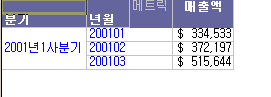 메트릭 매출액
분기 년월
200101 $ 334,533
2001년1사분기 200102 $ 372,197
200103 $ 515,644